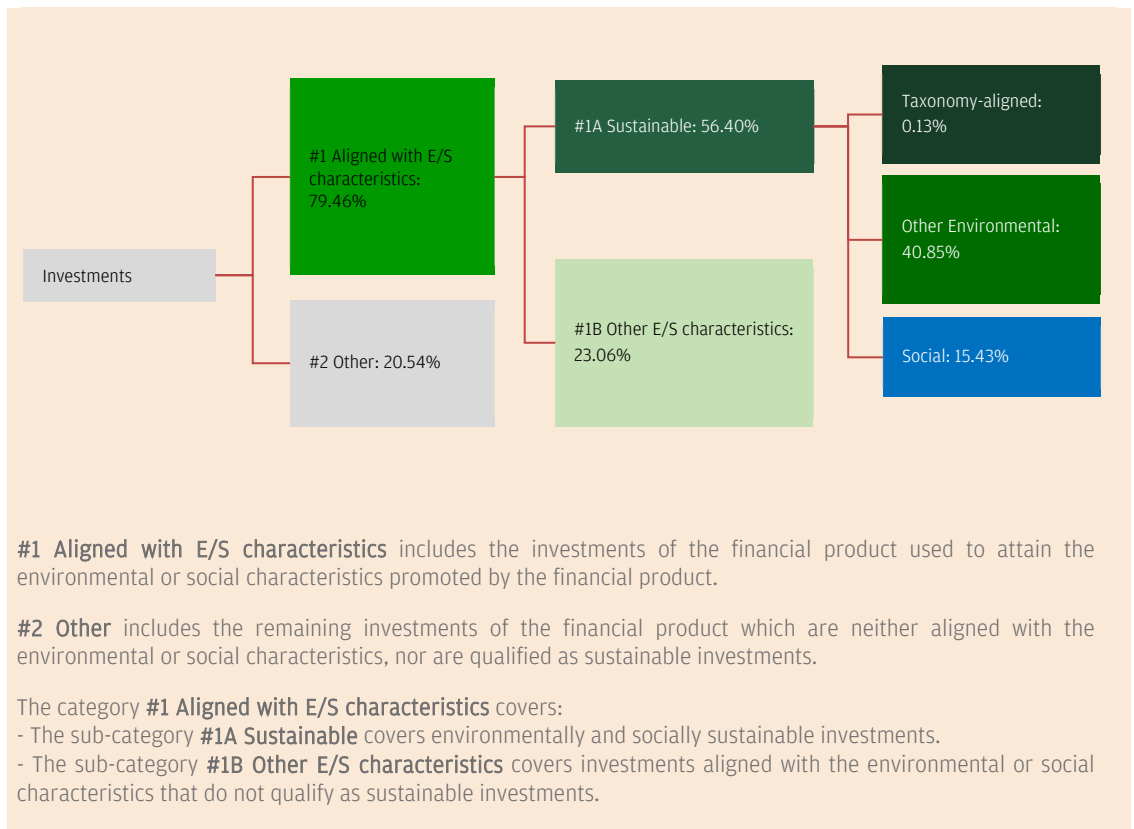 Investments
#1 Aligned with E/S
characteristics:
79.46%
#2 Other: 20.54%
#1A Sustainable: 56.40%
#1B Other E/S characteristics:
23.06%
Taxonomy-aligned:
0.13%
Other Environmental:
40.85%
Social: 15.43%
#1 Aligned with E/S characteristics includes the investments of the financial product used to attain the
environmental or social characteristics promoted by the financial product.
#2 Other includes the remaining investments of the financial product which are neither aligned with the
environmental or social characteristics, nor are qualified as sustainable investments.
The category #1 Aligned with E/S characteristics covers:
- The sub-category #1A Sustainable covers environmentally and socially sustainable investments.
- The sub-category #1B Other E/S characteristics covers investments aligned with the environmental or social
characteristics that do not qualify as sustainable investments.